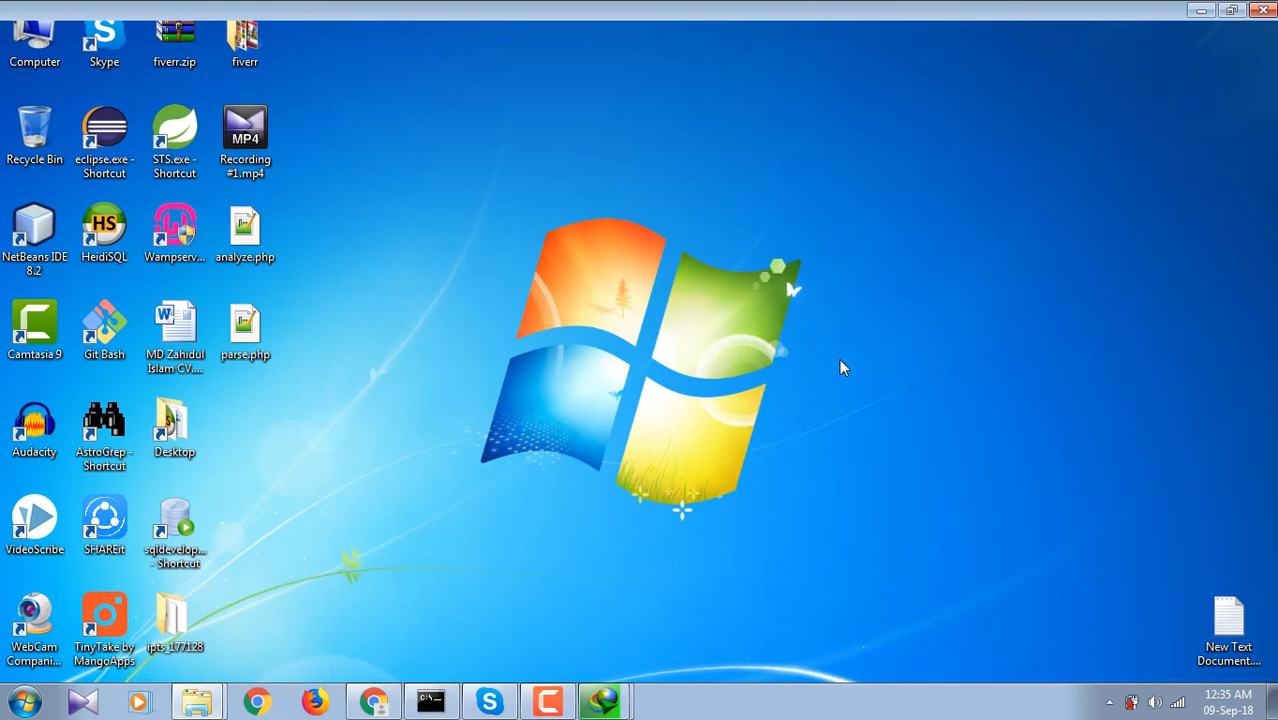 Computer
Skype
fiverr.zip
fiverr
MP4
Recycle Bin
eclipse.exe -
Shortcut
STS.exe -
Shortcut
Recording
#1.mp4
HS
NetBeans IDE
8.2
HeidiSQL
Wampserv...
analyze.php
W
Camtasia 9
Git Bash
MD Zahidul
Islam CV....
parse.php
Audacity
AstroGrep -
Shortcut
Desktop
VideoScribe
SHAREit
sqldevelop...
- Shortcut
WebCam
Compani...
TinyTake by
MangoApps
ipts_177128
New Text
Document....
C:\_
12:35 AM
09-Sep-18